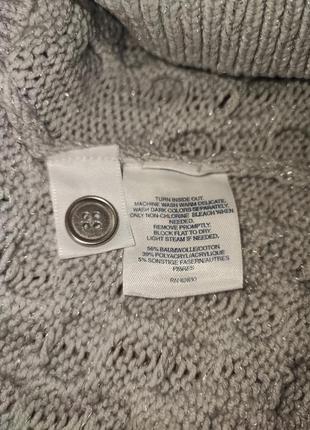 TURN INSIDE OUT.
MACHINE WASH WARM DELICATE.
WASH DARK COLORS SEPARATELY.
ONLY NON-CHLORINE BLEACH WHEN
NEEDED.
REMOVE PROMPTLY.
BLOCK FLAT TO DRY.
LIGHT STEAM IF NEEDED.
56% BAUMWOLLE/COTTON
39% POLYACRYL/ACRYLIQUE
5% SONSTIGE FASERN/AUTRES
FIBRES